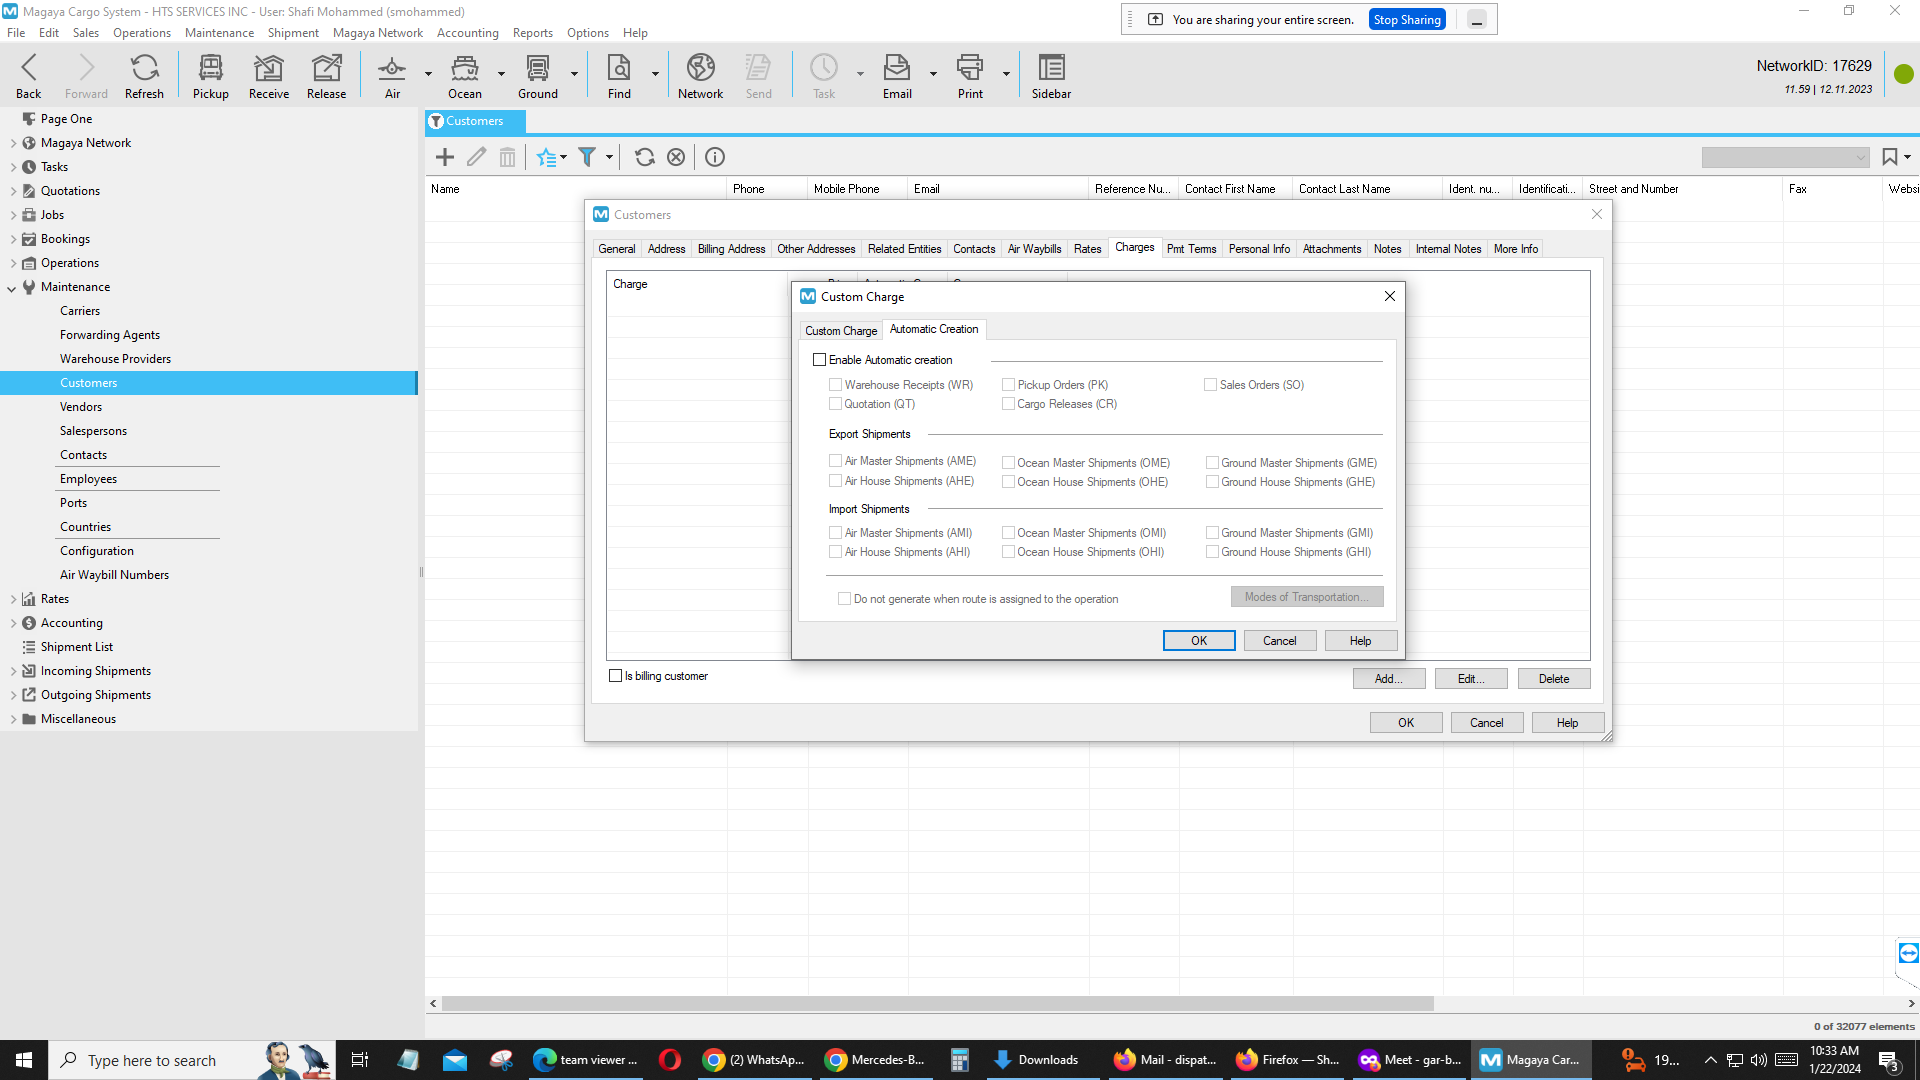 Magaya Cargo System - HTS SERVICES INC - User: Shafi Mohammed (smohammed)
You are sharing your entire screen. Stop Sharing
File Edit Sales Operations Maintenance Shipment Magaya Network Accounting Reports Options Help
Back Forward Refresh Pickup Receive Release Air Ocean Ground Find Network Send Task Email Print Sidebar
NetworkID: 17629
11.59 | 12.11.2023
Page One
Magaya Network
Tasks
Quotations
Jobs
Bookings
Operations
Maintenance
Carriers
Forwarding Agents
Warehouse Providers
Customers
Vendors
Salespersons
Contacts
Employees
Ports
Countries
Configuration
Air Waybill Numbers
Rates
Accounting
Shipment List
Incoming Shipments
Outgoing Shipments
Miscellaneous
Customers
Name Phone Mobile Phone Email Reference Nu... Contact First Name Contact Last Name Ident. nu... Identificati... Street and Number Fax Websi
Customers
General Address Billing Address Other Addresses Related Entities Contacts Air Waybills Rates Charges Pmt Terms Personal Info Attachments Notes Internal Notes More Info
Charge
Custom Charge
Custom Charge Automatic Creation
Enable Automatic creation
Warehouse Receipts (WR) Pickup Orders (PK) Sales Orders (SO)
Quotation (QT) Cargo Releases (CR)
Export Shipments
Air Master Shipments (AME) Ocean Master Shipments (OME) Ground Master Shipments (GME)
Air House Shipments (AHE) Ocean House Shipments (OHE) Ground House Shipments (GHE)
Import Shipments
Air Master Shipments (AMI) Ocean Master Shipments (OMI) Ground Master Shipments (GMI)
Air House Shipments (AHI) Ocean House Shipments (OHI) Ground House Shipments (GHI)
Do not generate when route is assigned to the operation Modes of Transportation...
OK Cancel Help
Is billing customer Add... Edit... Delete
OK Cancel Help
0 of 32077 elements
Type here to search
team viewer ... (2) WhatsAp... Mercedes-B... Downloads Mail - dispat... Firefox — Sh... Meet - gar-b... Magaya Car... 19...
10:33 AM
1/22/2024
3